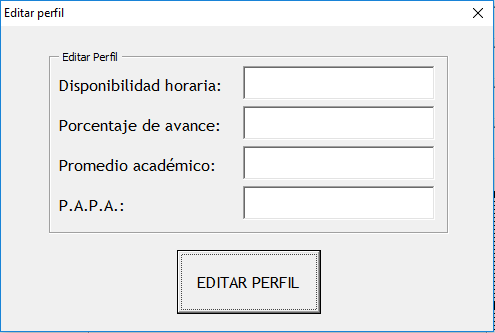 Editar perfil
Editar Perfil
Disponibilidad horaria:
Porcentaje de avance:
Promedio académico:
P.A.P.A.:
EDITAR PERFIL